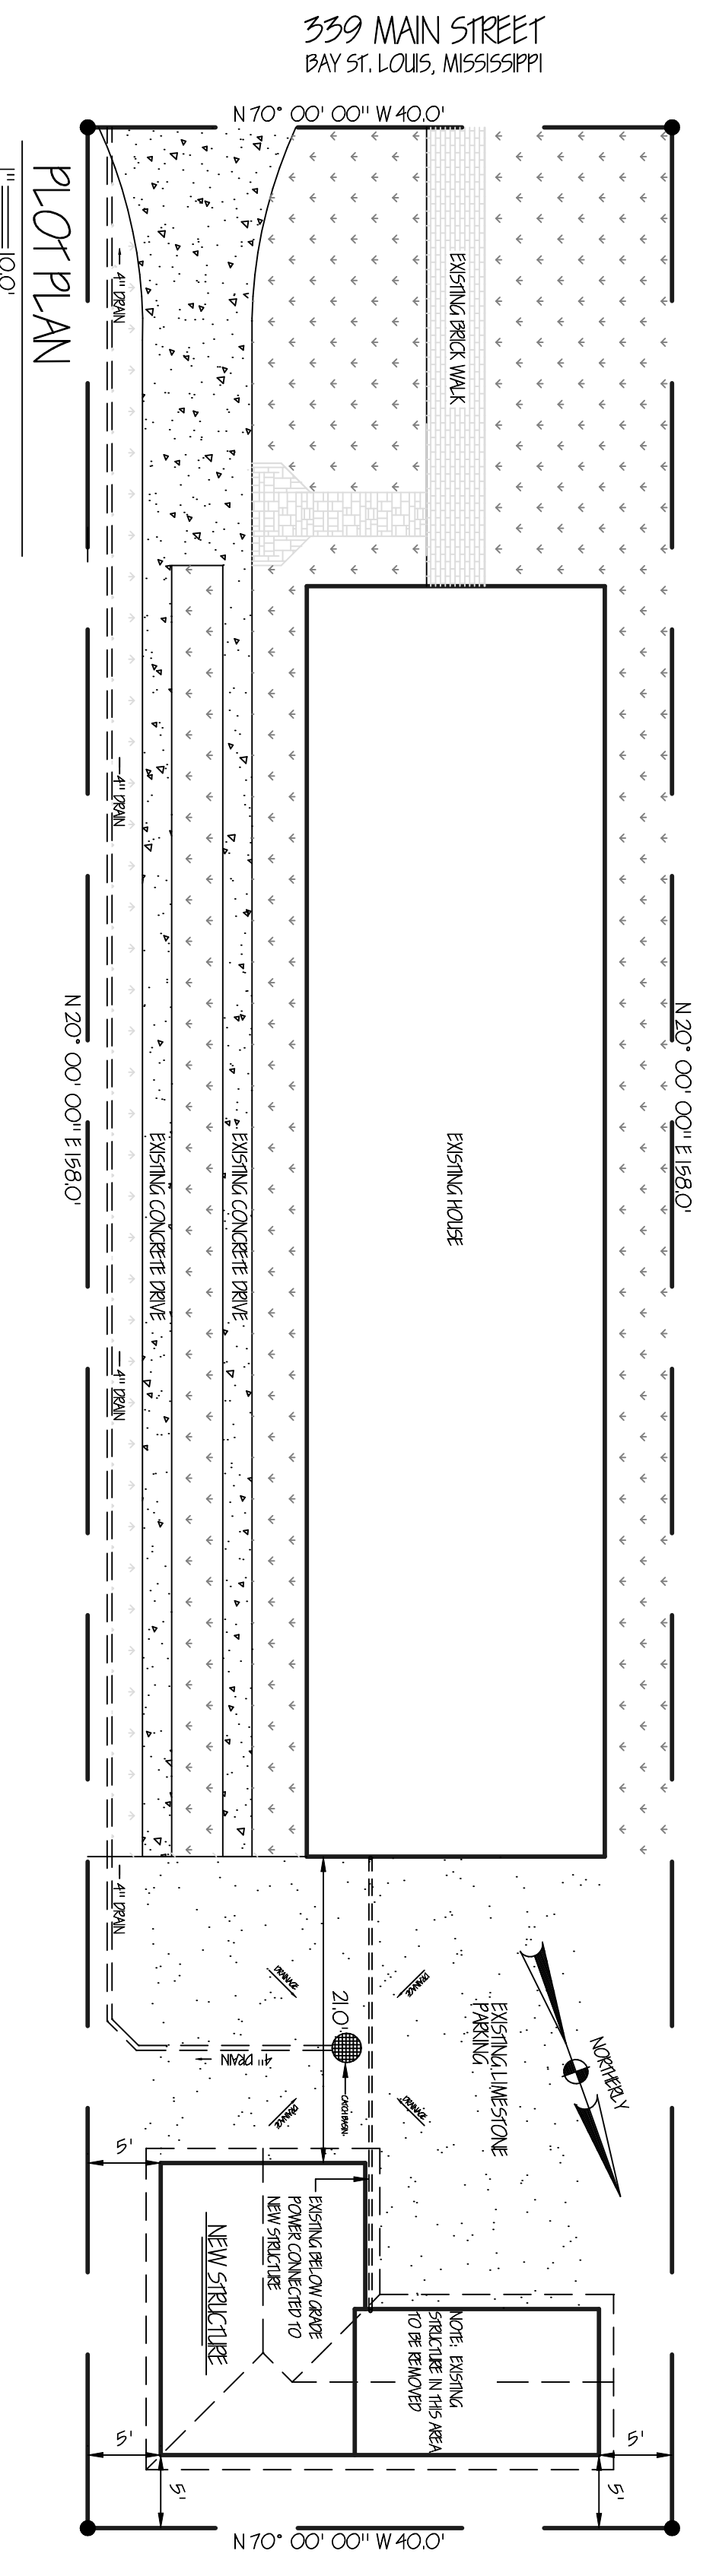 339 MAIN STREET
BAY ST. LOUIS, MISSISSIPPI
N 70° 00' 00" W 40.0'
PLOT PLAN
1" = 10.0'
4" DRAIN
EXISTING BRICK WALK
4" DRAIN
N 20° 00' 00" E 158.0'
N 20° 00' 00" E 158.0'
EXISTING CONCRETE DRIVE
EXISTING CONCRETE DRIVE
EXISTING HOUSE
4" DRAIN
4" DRAIN
DRAINAGE
DRAINAGE
21.0'
EXISTING LIMESTONE
PARKING
NORTHERLY
4" DRAIN
CATCH BASIN
DRAINAGE
DRAINAGE
5'
EXISTING BELOW GRADE
POWER CONNECTED TO
NEW STRUCTURE
NEW STRUCTURE
NOTE: EXISTING
STRUCTURE IN THIS AREA
TO BE REMOVED
5'
5'
5'
5'
N 70° 00' 00" W 40.0'